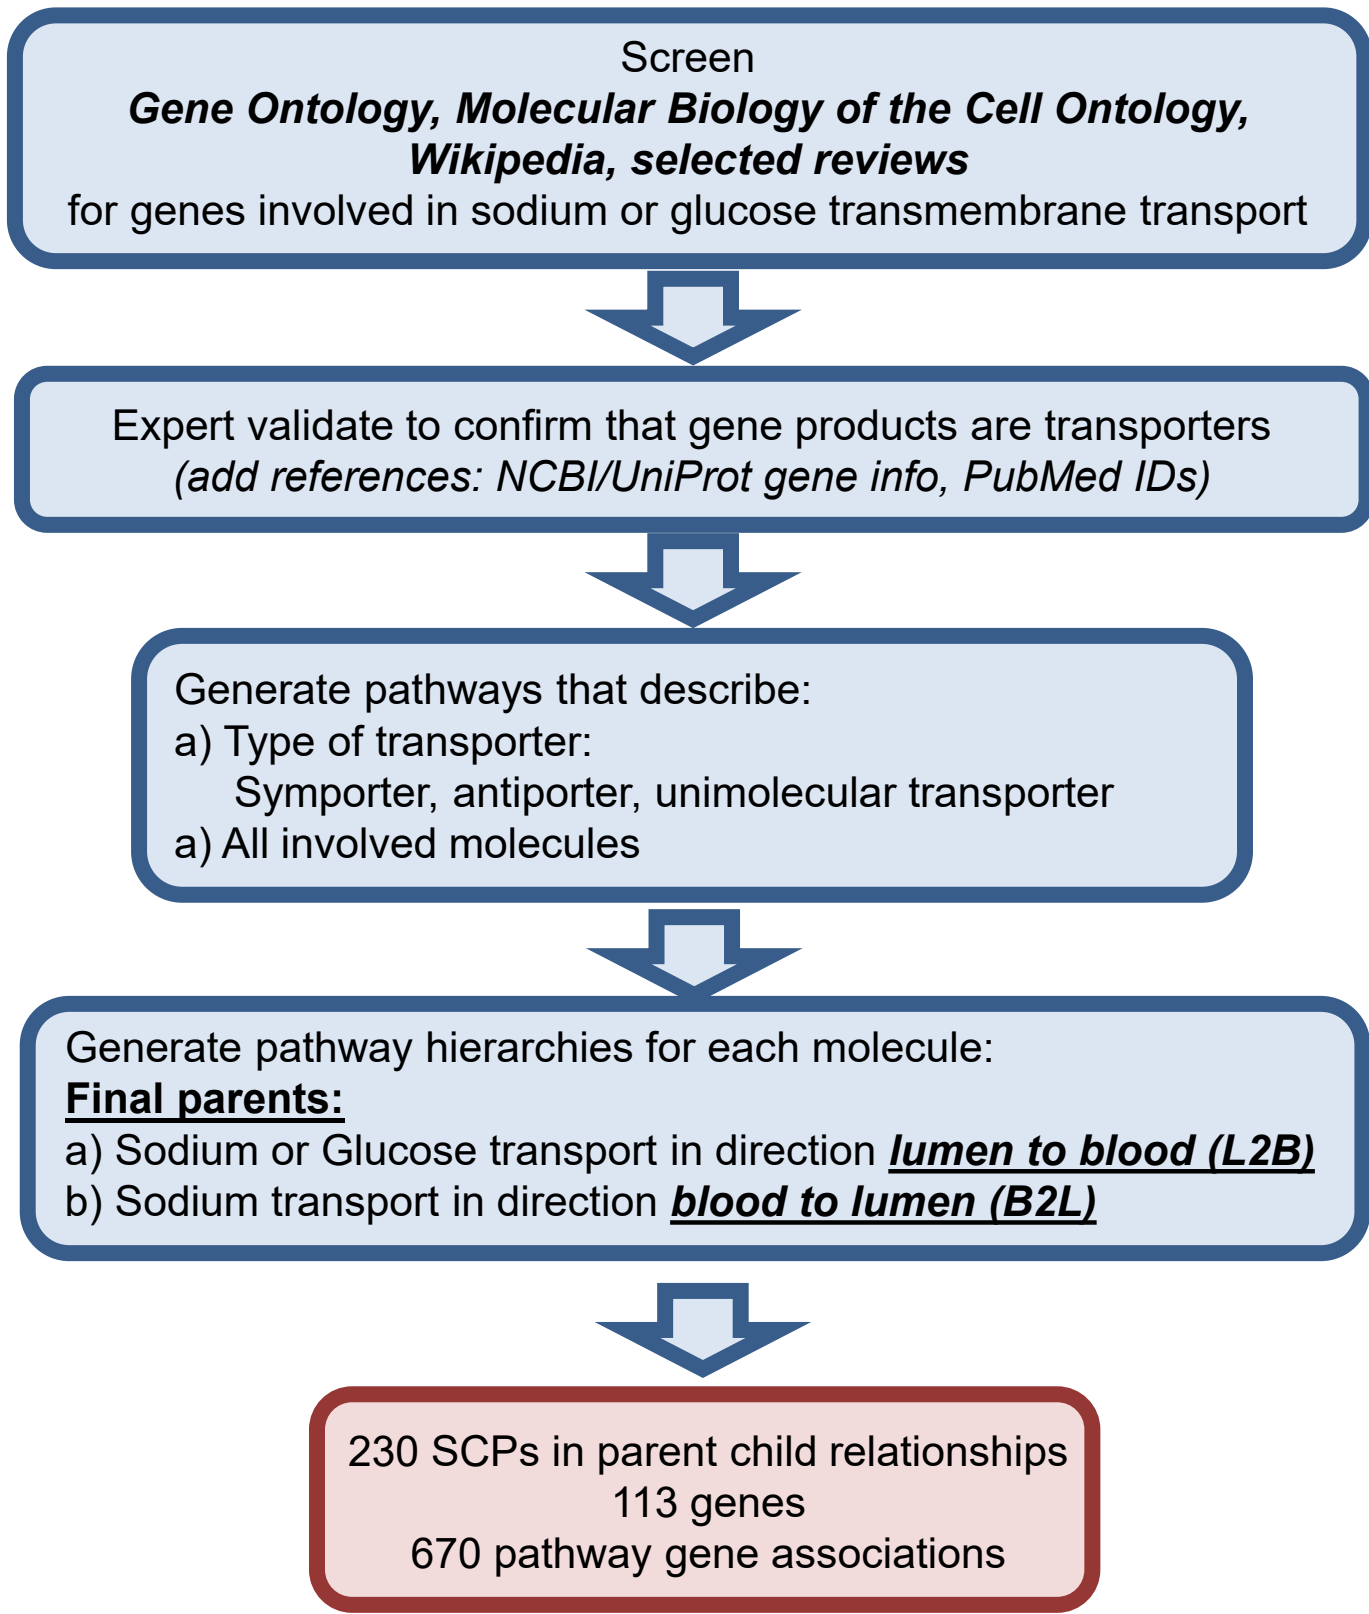 Screen
Gene Ontology, Molecular Biology of the Cell Ontology,
Wikipedia, selected reviews
for genes involved in sodium or glucose transmembrane transport
Expert validate to confirm that gene products are transporters
(add references: NCBI/UniProt gene info, PubMed IDs)
Generate pathways that describe:
a) Type of transporter:
Symporter, antiporter, unimolecular transporter
a) All involved molecules
Generate pathway hierarchies for each molecule:
Final parents:
a) Sodium or Glucose transport in direction lumen to blood (L2B)
b) Sodium transport in direction blood to lumen (B2L)
230 SCPs in parent child relationships
113 genes
670 pathway gene associations